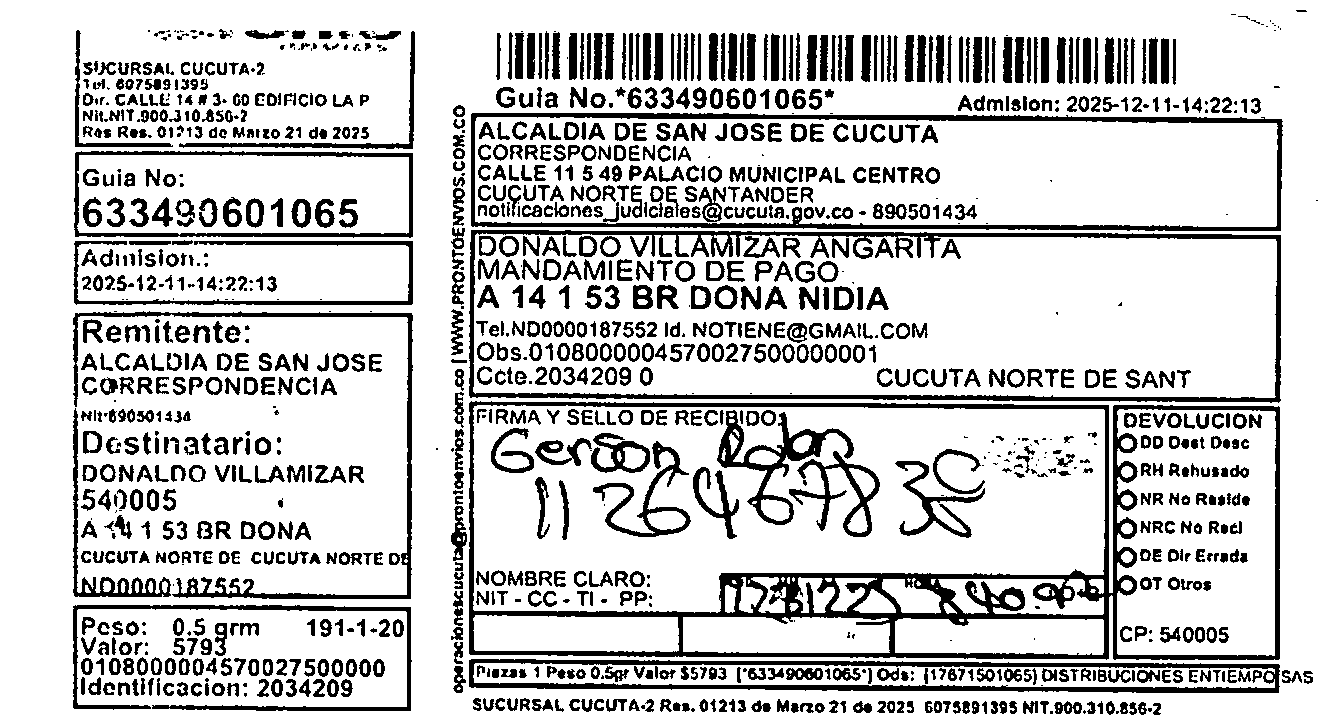 SUCURSAL CUCUTA-2
Tel. 6075891395
Dir. CALLE 14 # 3- 60 EDIFICIO LA P
Nit.NIT.900.310.856-2
Res Res. 01213 de Marzo 21 de 2025
Guia No:
633490601065
Admision.:
2025-12-11-14:22:13
Remitente:
ALCALDIA DE SAN JOSE
CORRESPONDENCIA
Nit:890501434
Destinatario:
DONALDO VILLAMIZAR
540005
A 14 1 53 BR DONA
CUCUTA NORTE DE CUCUTA NORTE DE
ND0000187552
Peso: 0.5 grm 191-1-20
Valor: 5793
010800000457002750000​0
Identificacion: 2034209
operacionescucuta@prontoenvios.com.co | WWW.PRONTOENVIOS.COM.CO
Guia No.*633490601065*
Admision: 2025-12-11-14:22:13
ALCALDIA DE SAN JOSE DE CUCUTA
CORRESPONDENCIA
CALLE 11 5 49 PALACIO MUNICIPAL CENTRO
CUCUTA NORTE DE SANTANDER
notificaciones_judiciales@cucuta.gov.co - 890501434
DONALDO VILLAMIZAR ANGARITA
MANDAMIENTO DE PAGO
A 14 1 53 BR DONA NIDIA
Tel.ND0000187552 Id. NOTIENE@GMAIL.COM
Obs.010800000457002750000​0001
Ccte.2034209 0 CUCUTA NORTE DE SANT
FIRMA Y SELLO DE RECIBIDO:
Gerson
11264678
NOMBRE CLARO:
NIT - CC - TI - PP:
DEVOLUCION
DD Dest Desc
RH Rehusado
NR No Reside
NRC No Recl
DE Dir Errada
OT Otros
CP: 540005
Piezas 1 Peso 0.5gr Valor $5793 [*633490601065*] Ods: [17671501065) DISTRIBUCIONES ENTIEMPO SAS
SUCURSAL CUCUTA-2 Res. 01213 de Marzo 21 de 2025 6075891395 NIT.900.310.856-2